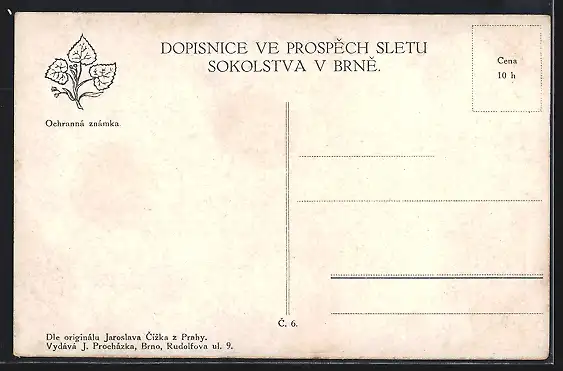 DOPISNICE VE PROSPĚCH SLETU
SOKOLSTVA V BRNĚ.
Cena
10 h
Ochranná známka.
Č. 6.
Dle originálu Jaroslava Čížka z Prahy.
Vydává J. Procházka, Brno, Rudolfova ul. 9.